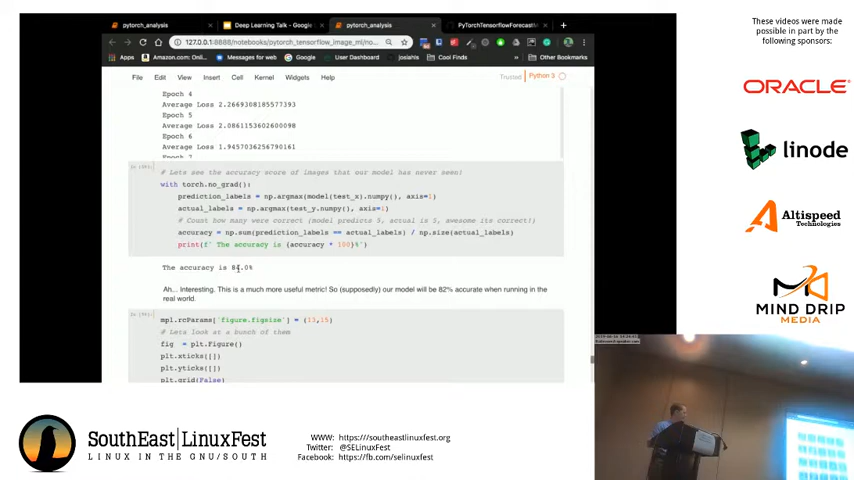 pytorch_analysis
Deep Learning Talk - Google
pytorch_analysis
PyTorchTensorflowForecast
127.0.0.1:8888/notebooks/pytorch_tensorflow_image_ml/no...
Apps
Amazon.com
Messages for web
Google
User Dashboard
josiahls
Cool Finds
Other Bookmarks
File
Edit
View
Insert
Cell
Kernel
Widgets
Help
Trusted
Python 3
Epoch 4
Average Loss 2.2669308185577393
Epoch 5
Average Loss 2.0861153602600098
Epoch 6
Average Loss 1.9457036256790161
Epoch 7
# Lets see the accuracy score of images that our model has never seen!
with torch.no_grad():
prediction_labels = np.argmax(model(test_x).numpy(), axis=1)
actual_labels = np.argmax(test_y.numpy(), axis=1)
# Count how many were correct (model predicts 5, actual is 5, awesome its correct!)
accuracy = np.sum(prediction_labels == actual_labels) / np.size(actual_labels)
print(f' The accuracy is {accuracy * 100}%')
The accuracy is
Ah... Interesting. This is a much more useful metric! So (supposedly) our model will be 82% accurate when running in the
real world.
mpl.rcParams['figure.figsize'] = (13,15)
# Lets look at a bunch of them
fig = plt.Figure()
plt.xticks([])
plt.yticks([])
plt.grid(False)
These videos were made
possible in part by the
following sponsors:
ORACLE
linode
Altispeed
Technologies
MIND DRIP
MEDIA
SouthEast|LinuxFest
LINUX IN THE GNU/SOUTH
WWW: https://southeastlinuxfest.org
Twitter: @SELinuxFest
Facebook: https://fb.com/selinuxfest